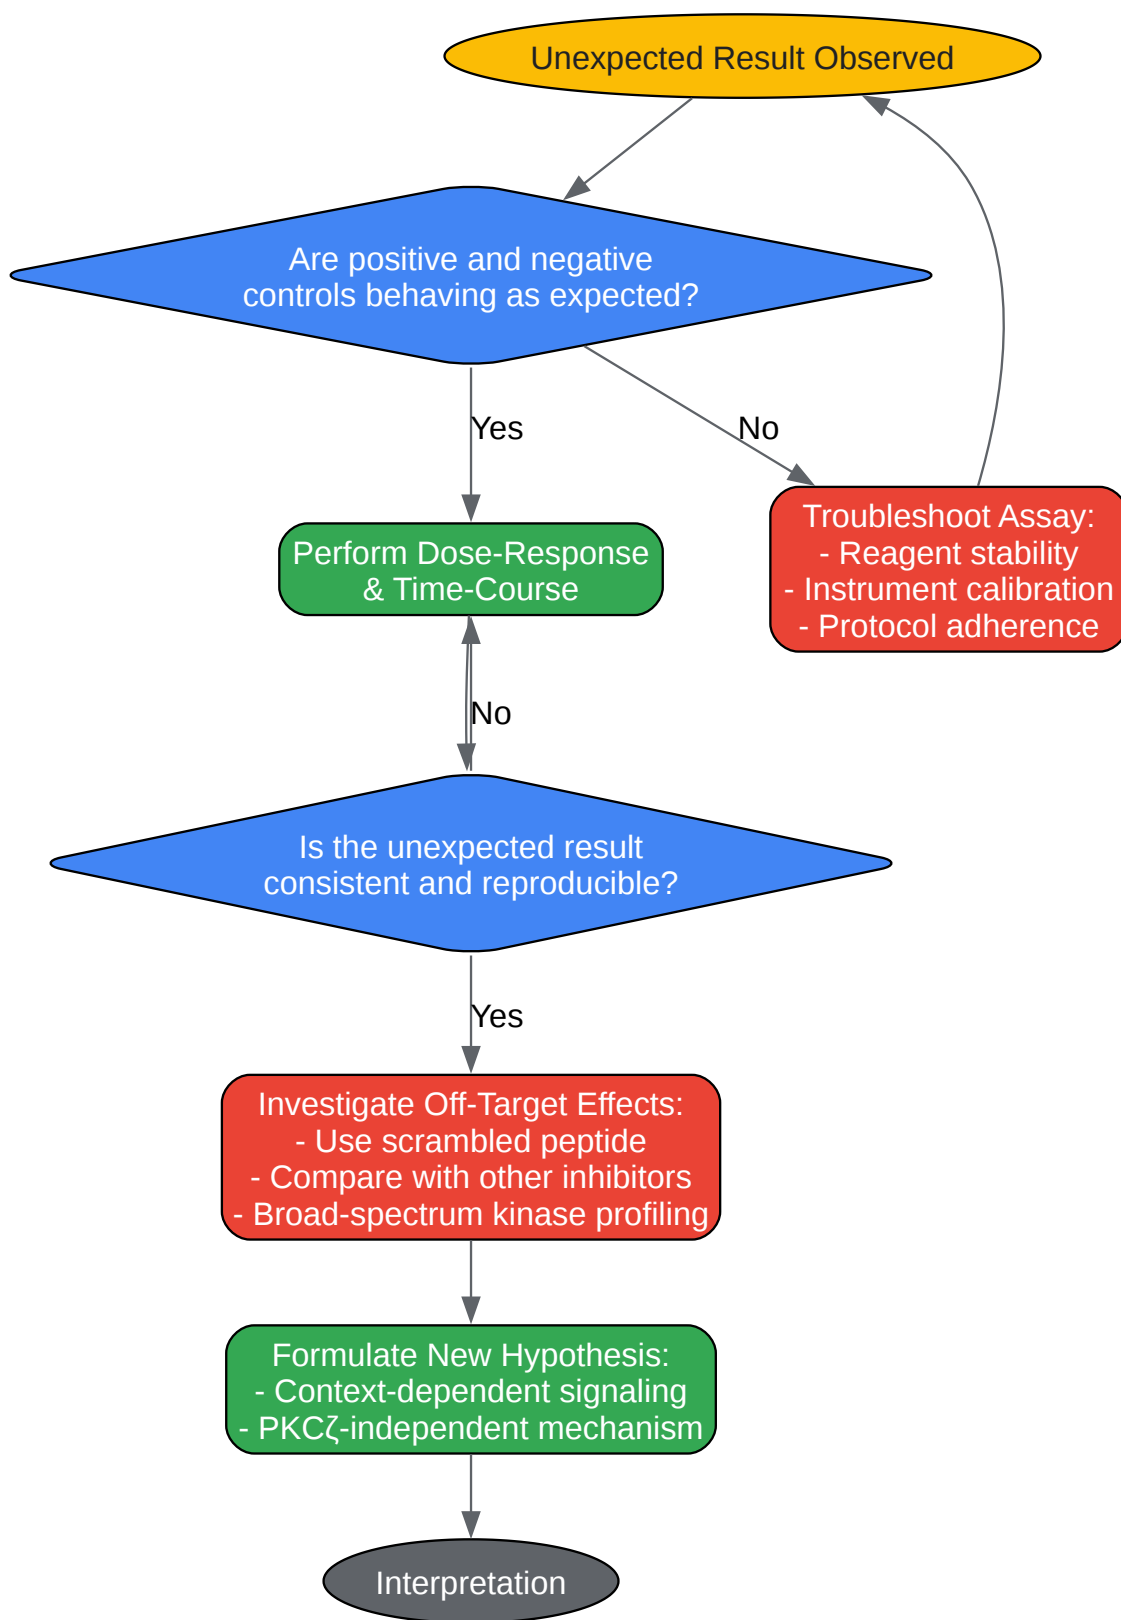 Unexpected Result Observed
Are positive and negative
controls behaving as expected?
Yes
No
Troubleshoot Assay:
- Reagent stability
- Instrument calibration
- Protocol adherence
Perform Dose-Response
& Time-Course
No
Is the unexpected result
consistent and reproducible?
Yes
Investigate Off-Target Effects:
- Use scrambled peptide
- Compare with other inhibitors
- Broad-spectrum kinase profiling
Formulate New Hypothesis:
- Context-dependent signaling
- PKCζ-independent mechanism
Interpretation